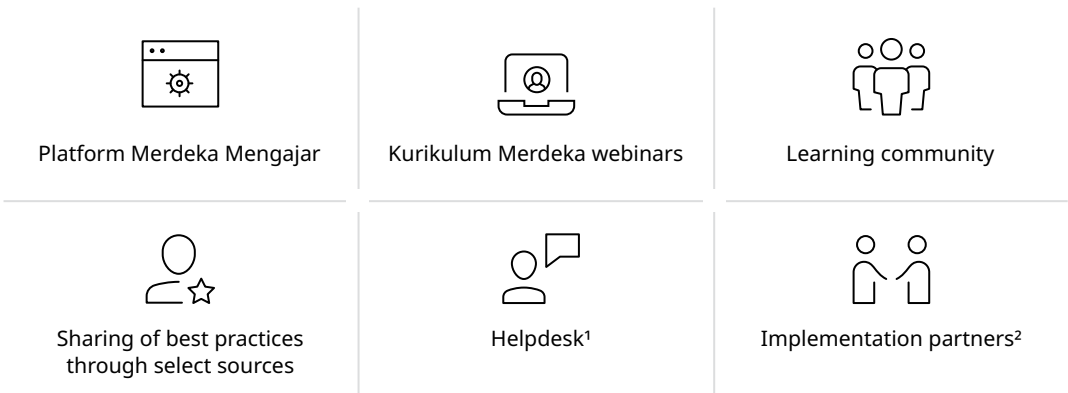 Platform Merdeka Mengajar
Kurikulum Merdeka webinars
Learning community
Sharing of best practices
through select sources
Helpdesk¹
Implementation partners²